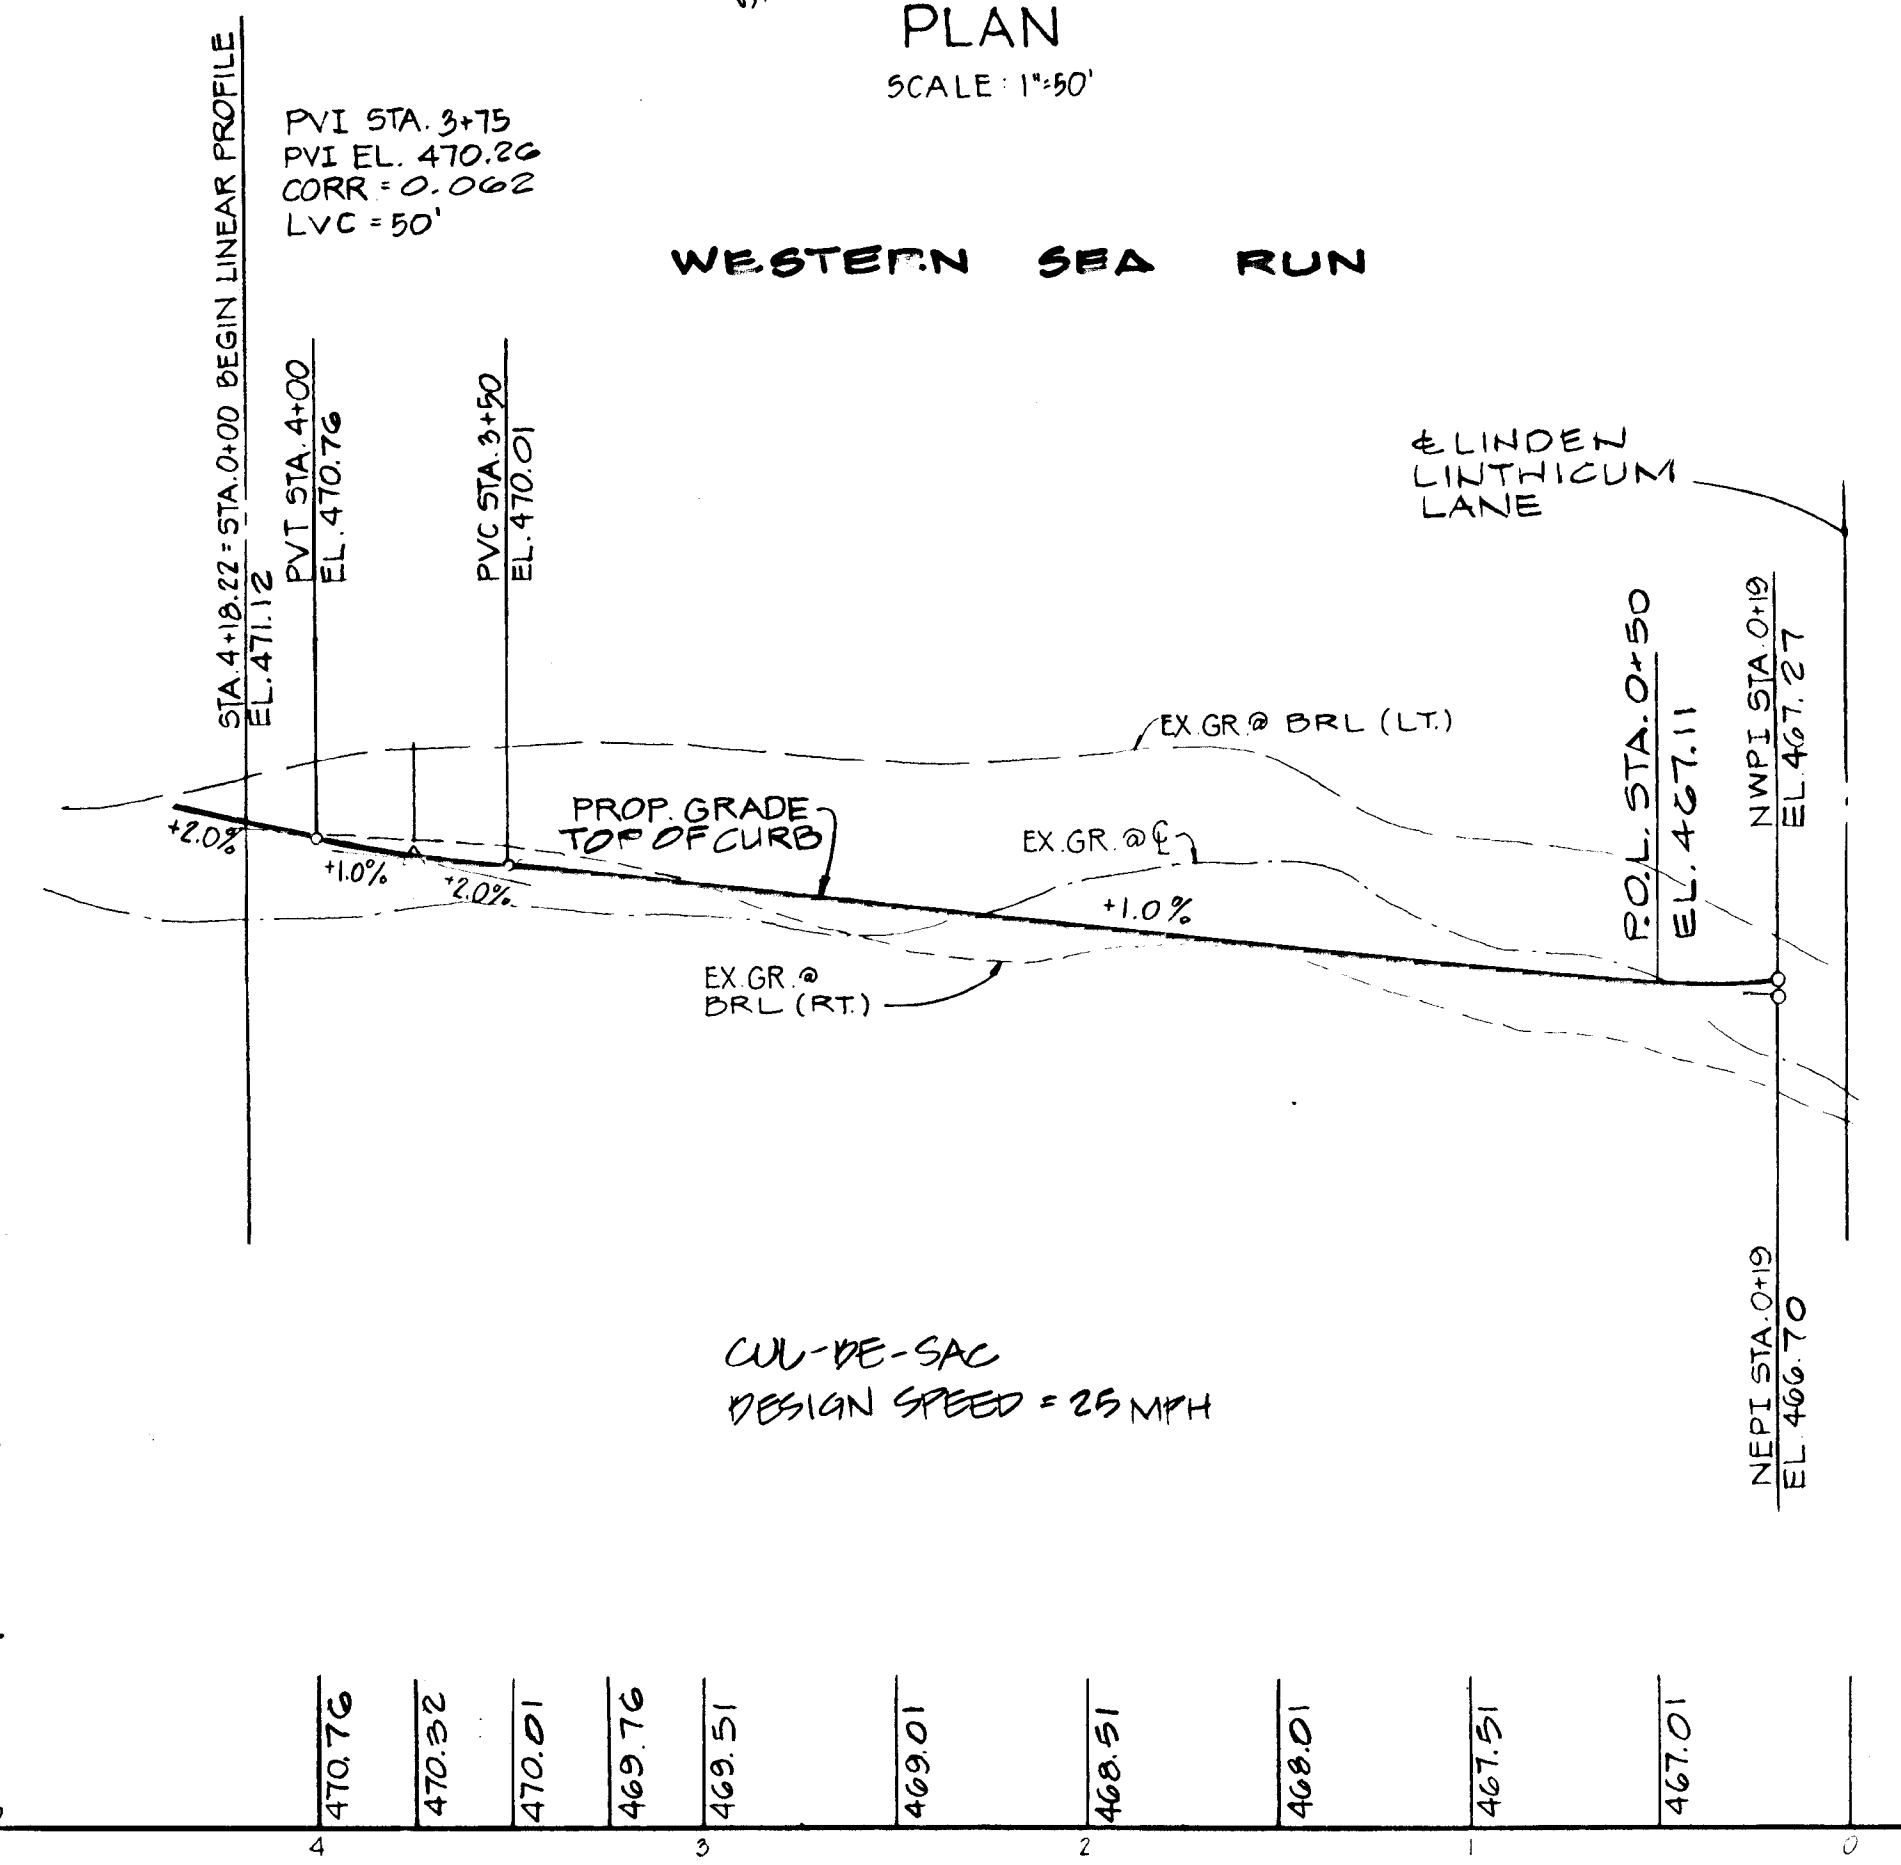 PLAN
SCALE: 1"=50'
PVI STA. 3+75
PVI EL. 470.26
CORR = 0.062
LVC = 50'
WESTERN SEA RUN
STA. 4+18.22 = STA. 0+00 BEGIN LINEAR PROFILE
EL. 471.12
PVT STA. 4+00
EL. 470.76
PVC STA. 3+50
EL. 470.01
℄ LINDEN
LINTHICUM
LANE
P.O.L. STA. 0+50
EL. 467.11
NWPI STA. 0+19
EL. 467.27
EX. GR. @ BRL (LT.)
PROP. GRADE
TOP OF CURB
EX. GR. @ ℄
+2.0%
+1.0%
+2.0%
+1.0%
EX. GR. @
BRL (RT.)
NEPI STA. 0+19
EL. 466.70
CUL-DE-SAC
DESIGN SPEED = 25 MPH
470.76
470.32
470.01
469.76
469.51
469.01
468.51
468.01
467.51
467.01
4
3
2
1
0